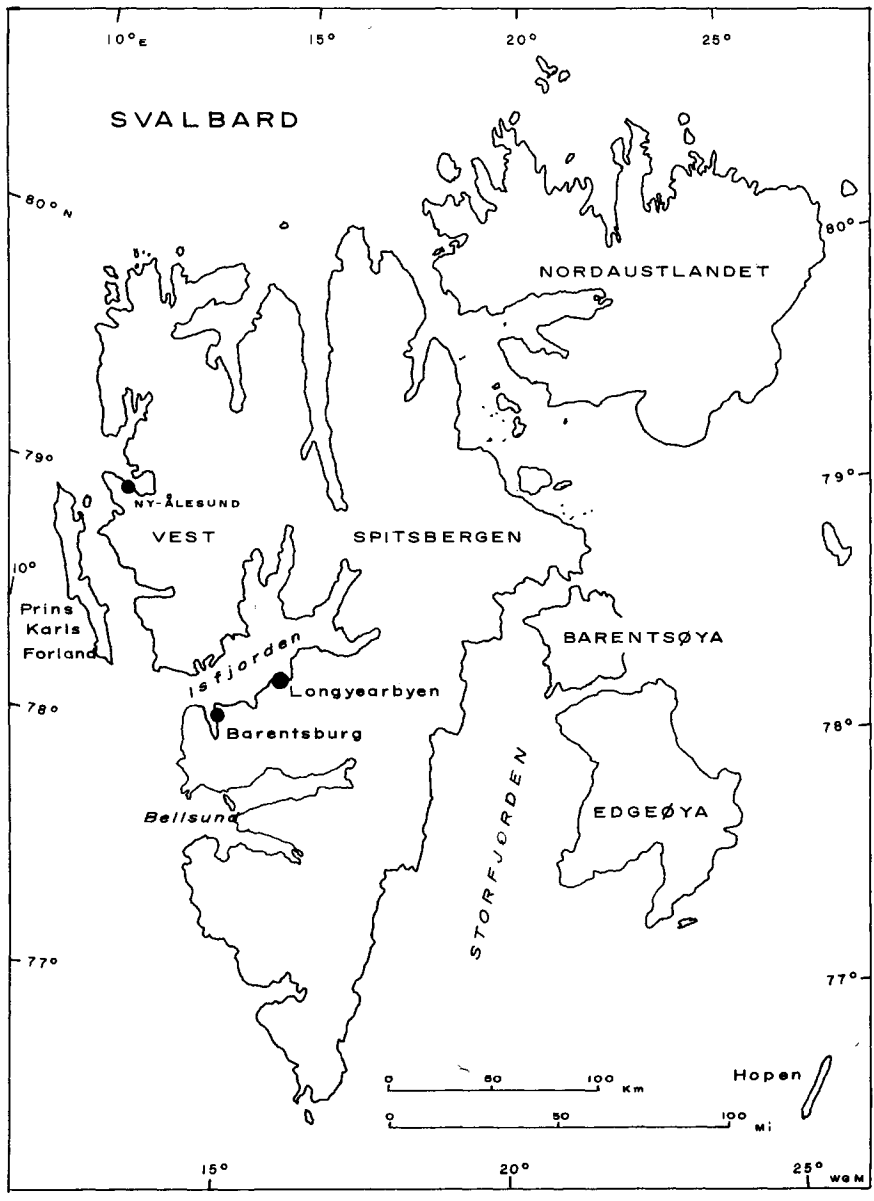 10°E 15° 20° 25°
SVALBARD
80°N
80°
NORDAUSTLANDET
79°
79°
NY-ÅLESUND
VEST SPITSBERGEN
10°
Prins
Karls
Forland
BARENTSØYA
Isfjorden
Longyearbyen
78°
78°
Barentsburg
Bellsund
EDGEØYA
STORFJORDEN
77°
77°
Hopen
0 50 100 Km
0 50 100 Mi
15° 20° 25°
WGM